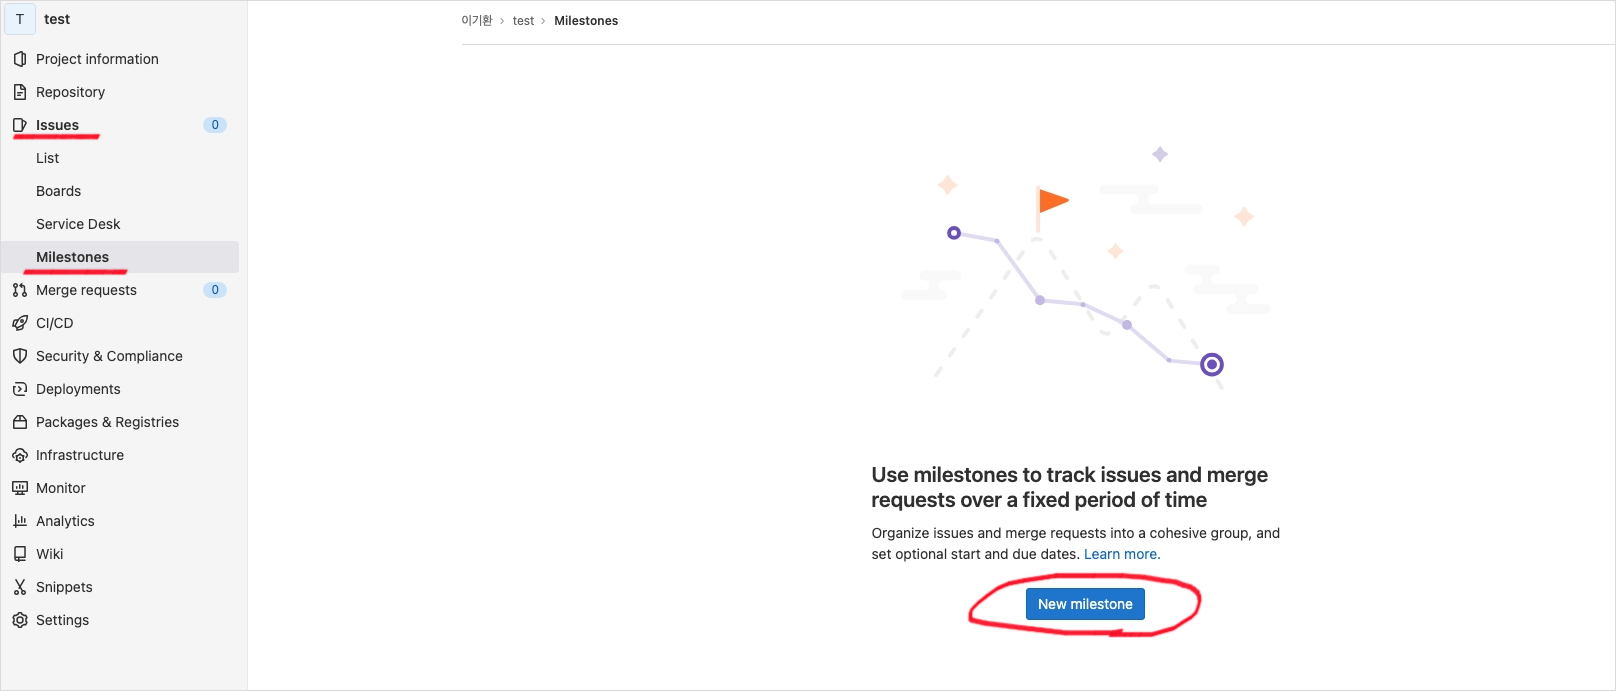 T test
Project information
Repository
Issues 0
List
Boards
Service Desk
Milestones
Merge requests 0
CI/CD
Security & Compliance
Deployments
Packages & Registries
Infrastructure
Monitor
Analytics
Wiki
Snippets
Settings
이기환 › test › Milestones
Use milestones to track issues and merge
requests over a fixed period of time
Organize issues and merge requests into a cohesive group, and
set optional start and due dates. Learn more.
New milestone